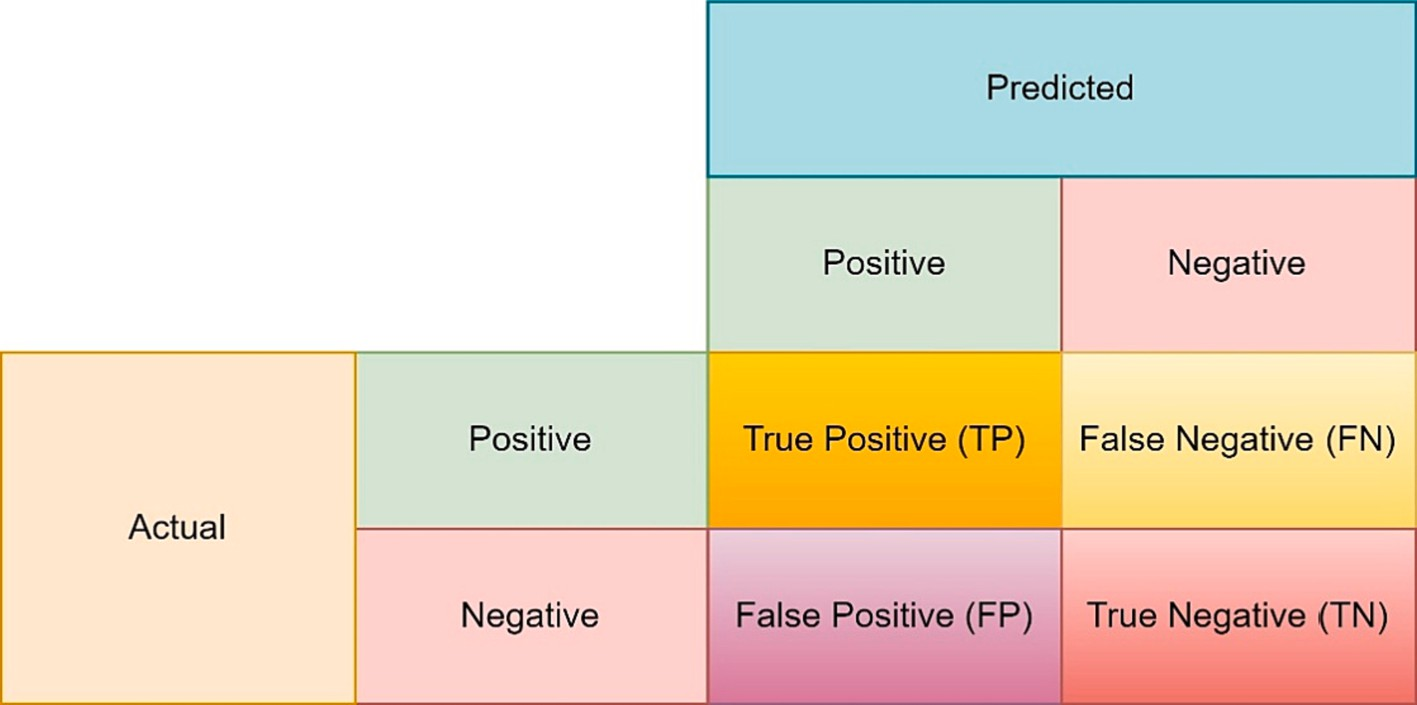 Predicted
Positive
Negative
Actual
Positive
True Positive (TP)
False Negative (FN)
Negative
False Positive (FP)
True Negative (TN)